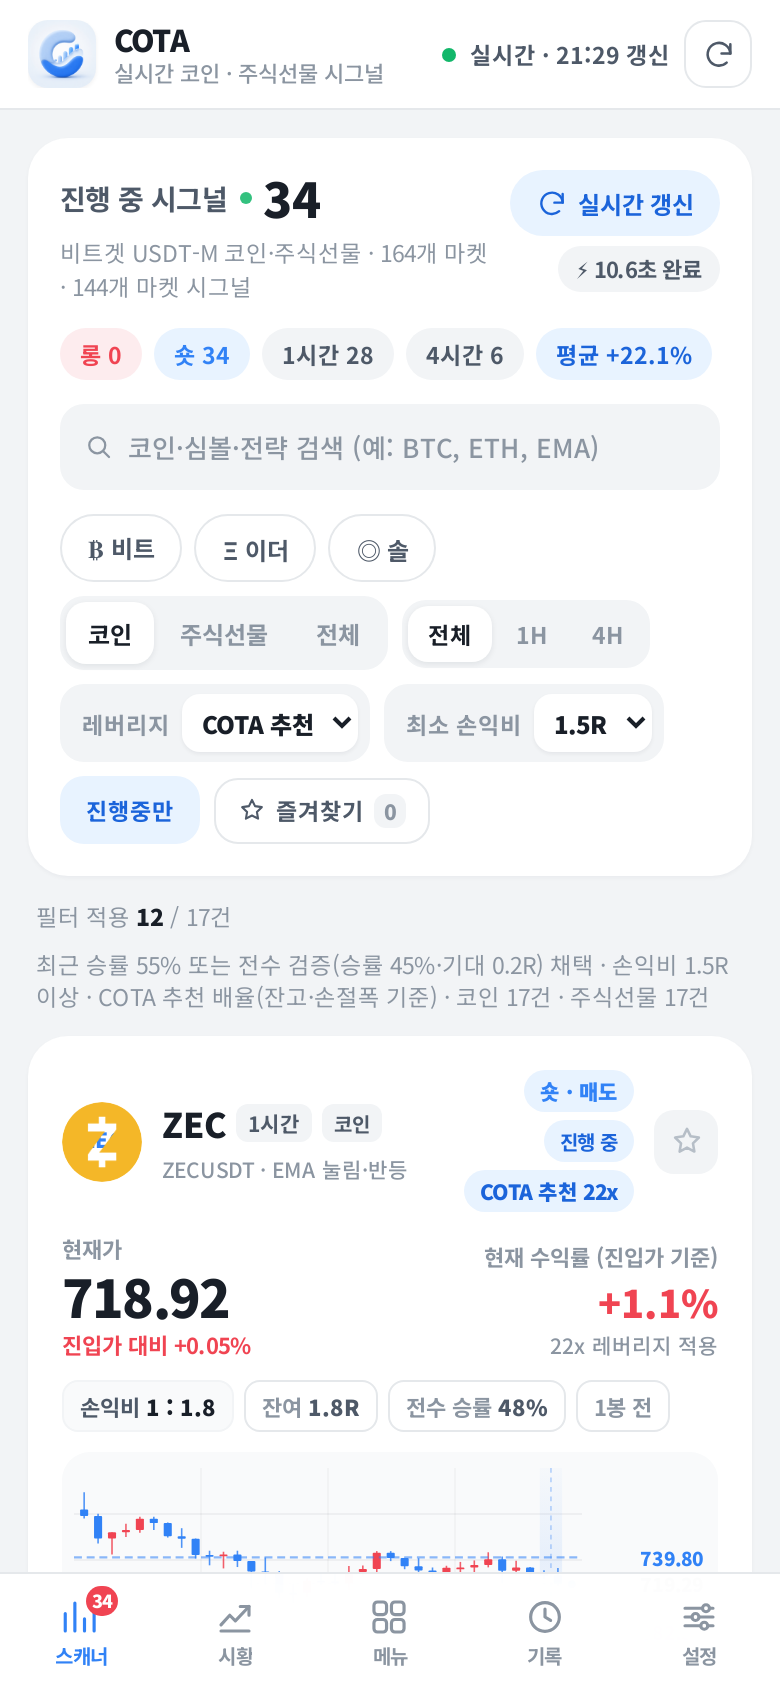 COTA
실시간 코인 · 주식선물 시그널
실시간 · 21:29 갱신
진행 중 시그널 34
실시간 갱신
비트겟 USDT-M 코인·주식선물 · 164개 마켓
· 144개 마켓 시그널
⚡ 10.6초 완료
롱 0 숏 34 1시간 28 4시간 6 평균 +22.1%
코인·심볼·전략 검색 (예: BTC, ETH, EMA)
₿ 비트 Ξ 이더 ◎ 솔
코인 주식선물 전체 전체 1H 4H
레버리지 COTA 추천 최소 손익비 1.5R
진행중만 즐겨찾기 0
필터 적용 12 / 17건
최근 승률 55% 또는 전수 검증(승률 45%·기대 0.2R) 채택 · 손익비 1.5R
이상 · COTA 추천 배율(잔고·손절폭 기준) · 코인 17건 · 주식선물 17건
숏 · 매도
ZEC 1시간 코인
진행 중
ZECUSDT · EMA 눌림·반등
COTA 추천 22x
현재가
현재 수익률 (진입가 기준)
718.92
+1.1%
진입가 대비 +0.05%
22x 레버리지 적용
손익비 1 : 1.8 잔여 1.8R 전수 승률 48% 1봉 전
739.80
34
스캐너 시황 메뉴 기록 설정